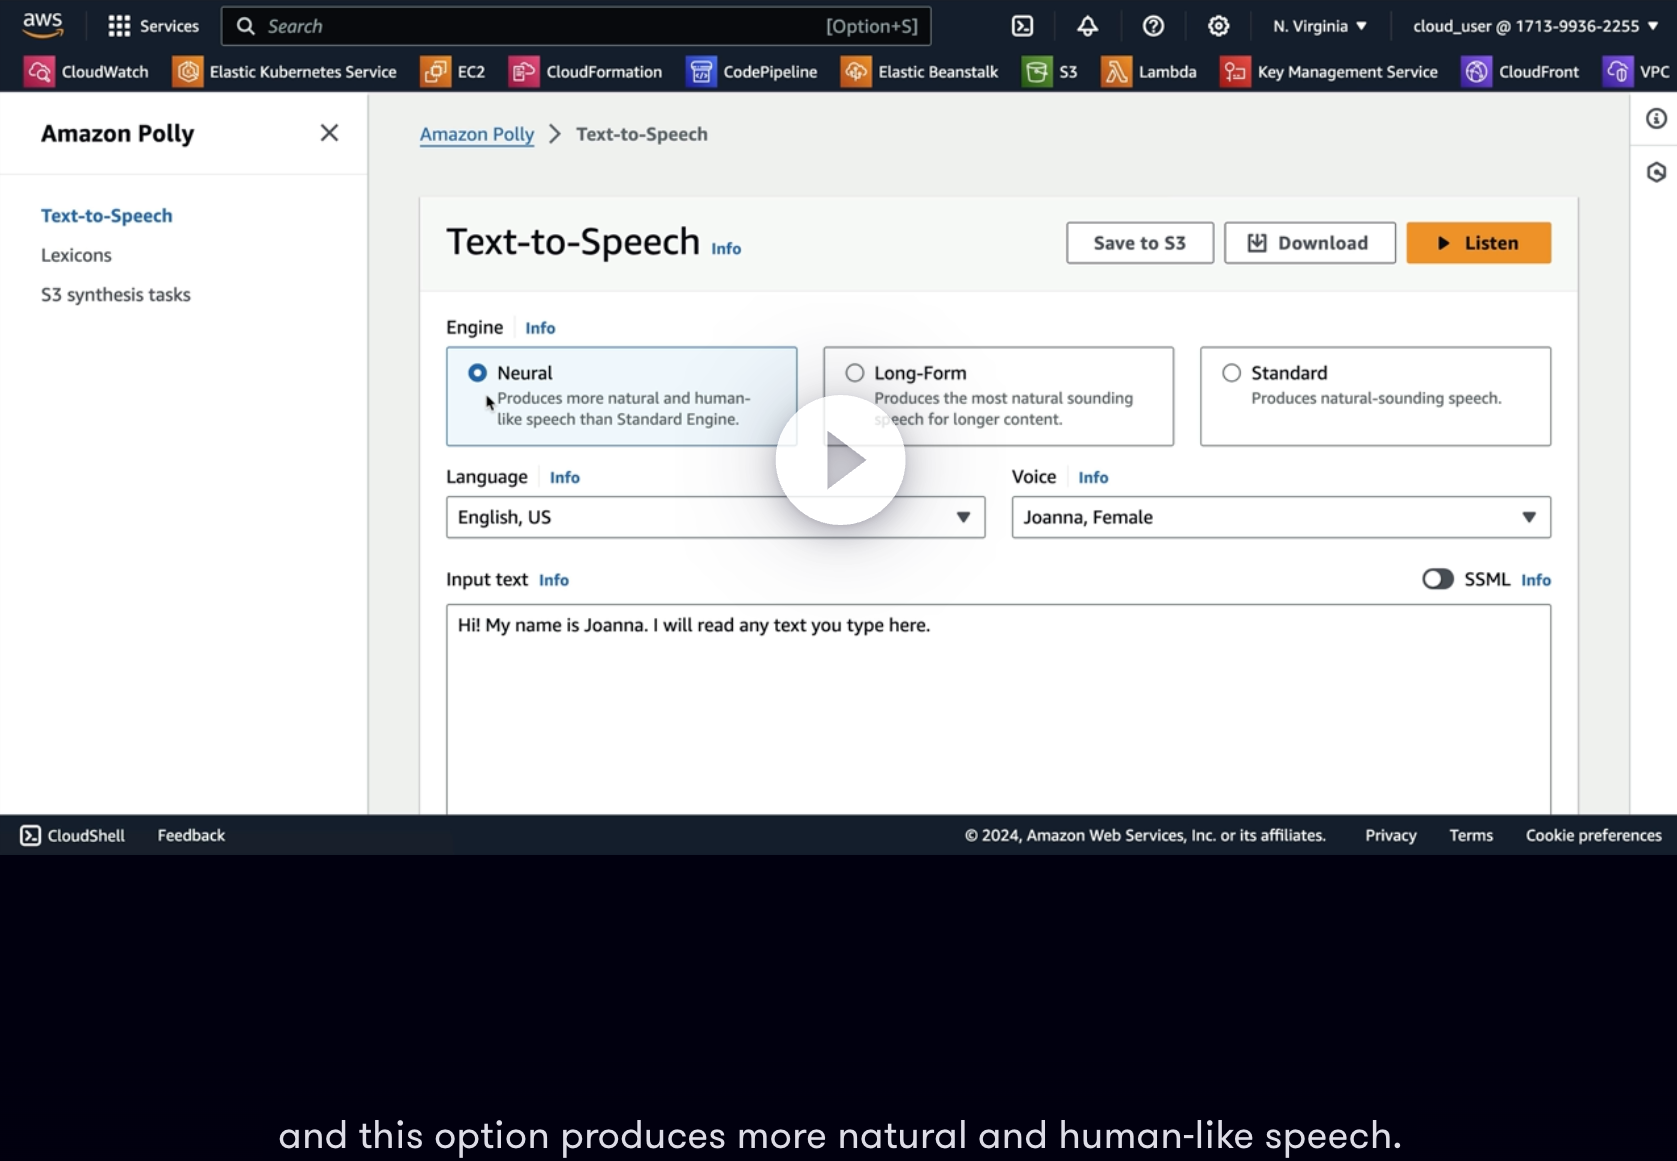 aws
Services
Search
[Option+S]
N. Virginia
cloud_user @ 1713-9936-2255
CloudWatch
Elastic Kubernetes Service
EC2
CloudFormation
CodePipeline
Elastic Beanstalk
S3
Lambda
Key Management Service
CloudFront
VPC
Amazon Polly
Text-to-Speech
Lexicons
S3 synthesis tasks
Amazon Polly > Text-to-Speech
Text-to-Speech Info
Save to S3
Download
Listen
Engine Info
Neural
Produces more natural and human-
like speech than Standard Engine.
Long-Form
Produces the most natural sounding
speech for longer content.
Standard
Produces natural-sounding speech.
Language Info
English, US
Voice Info
Joanna, Female
Input text Info
SSML Info
Hi! My name is Joanna. I will read any text you type here.
CloudShell
Feedback
© 2024, Amazon Web Services, Inc. or its affiliates.
Privacy
Terms
Cookie preferences
and this option produces more natural and human-like speech.